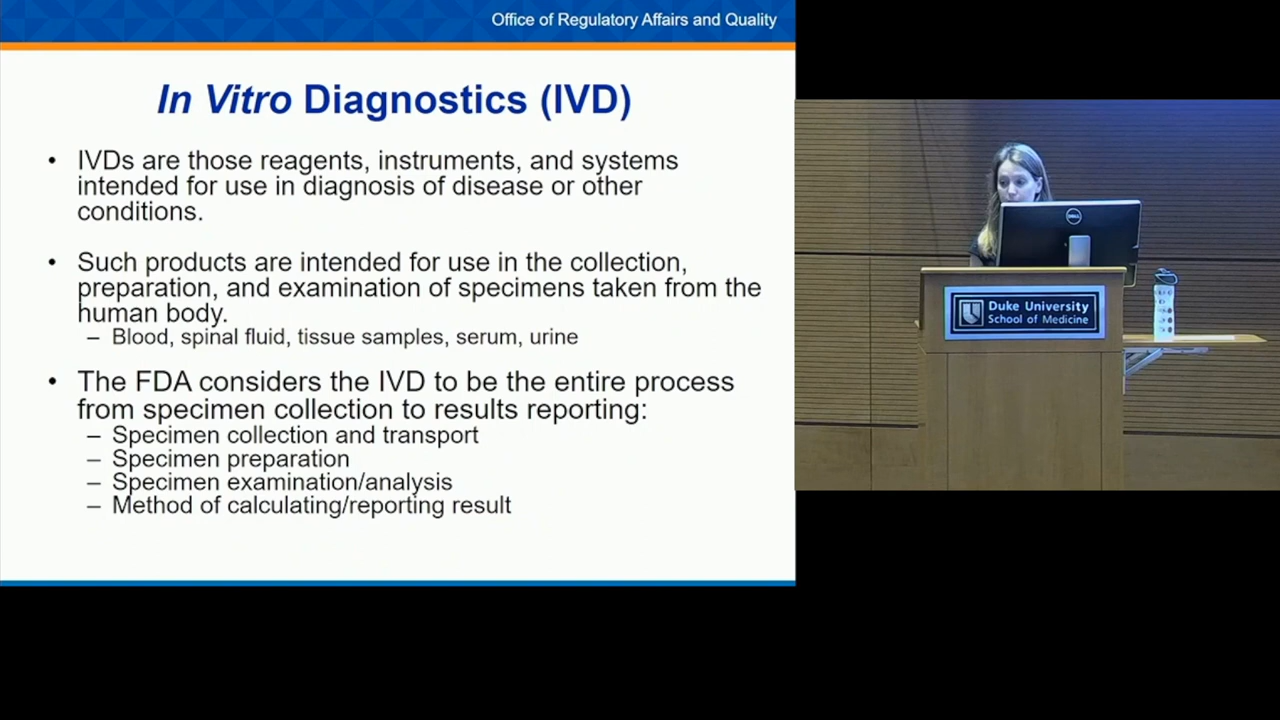 Office of Regulatory Affairs and Quality
In Vitro Diagnostics (IVD)
• IVDs are those reagents, instruments, and systems
intended for use in diagnosis of disease or other
conditions.
• Such products are intended for use in the collection,
preparation, and examination of specimens taken from the
human body.
– Blood, spinal fluid, tissue samples, serum, urine
• The FDA considers the IVD to be the entire process
from specimen collection to results reporting:
– Specimen collection and transport
– Specimen preparation
– Specimen examination/analysis
– Method of calculating/reporting result
DELL
Duke University
School of Medicine